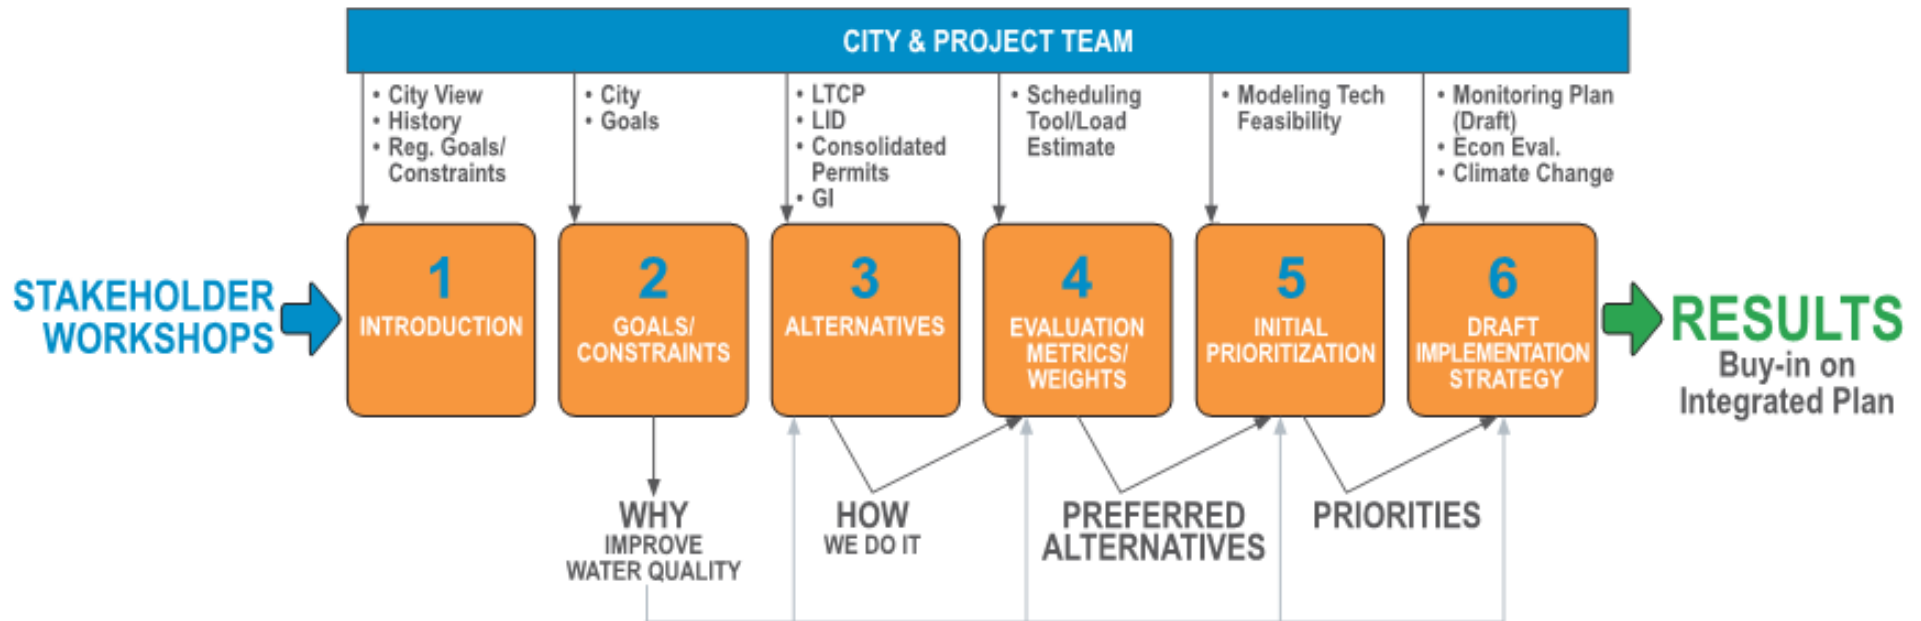 CITY & PROJECT TEAM
• City View
• History
• Reg. Goals/
Constraints
• City
• Goals
• LTCP
• LID
• Consolidated
Permits
• GI
• Scheduling
Tool/Load
Estimate
• Modeling Tech
Feasibility
• Monitoring Plan
(Draft)
• Econ Eval.
• Climate Change
STAKEHOLDER
WORKSHOPS
1
INTRODUCTION
2
GOALS/
CONSTRAINTS
3
ALTERNATIVES
4
EVALUATION
METRICS/
WEIGHTS
5
INITIAL
PRIORITIZATION
6
DRAFT
IMPLEMENTATION
STRATEGY
RESULTS
Buy-in on
Integrated Plan
WHY
IMPROVE
WATER QUALITY
HOW
WE DO IT
PREFERRED
ALTERNATIVES
PRIORITIES